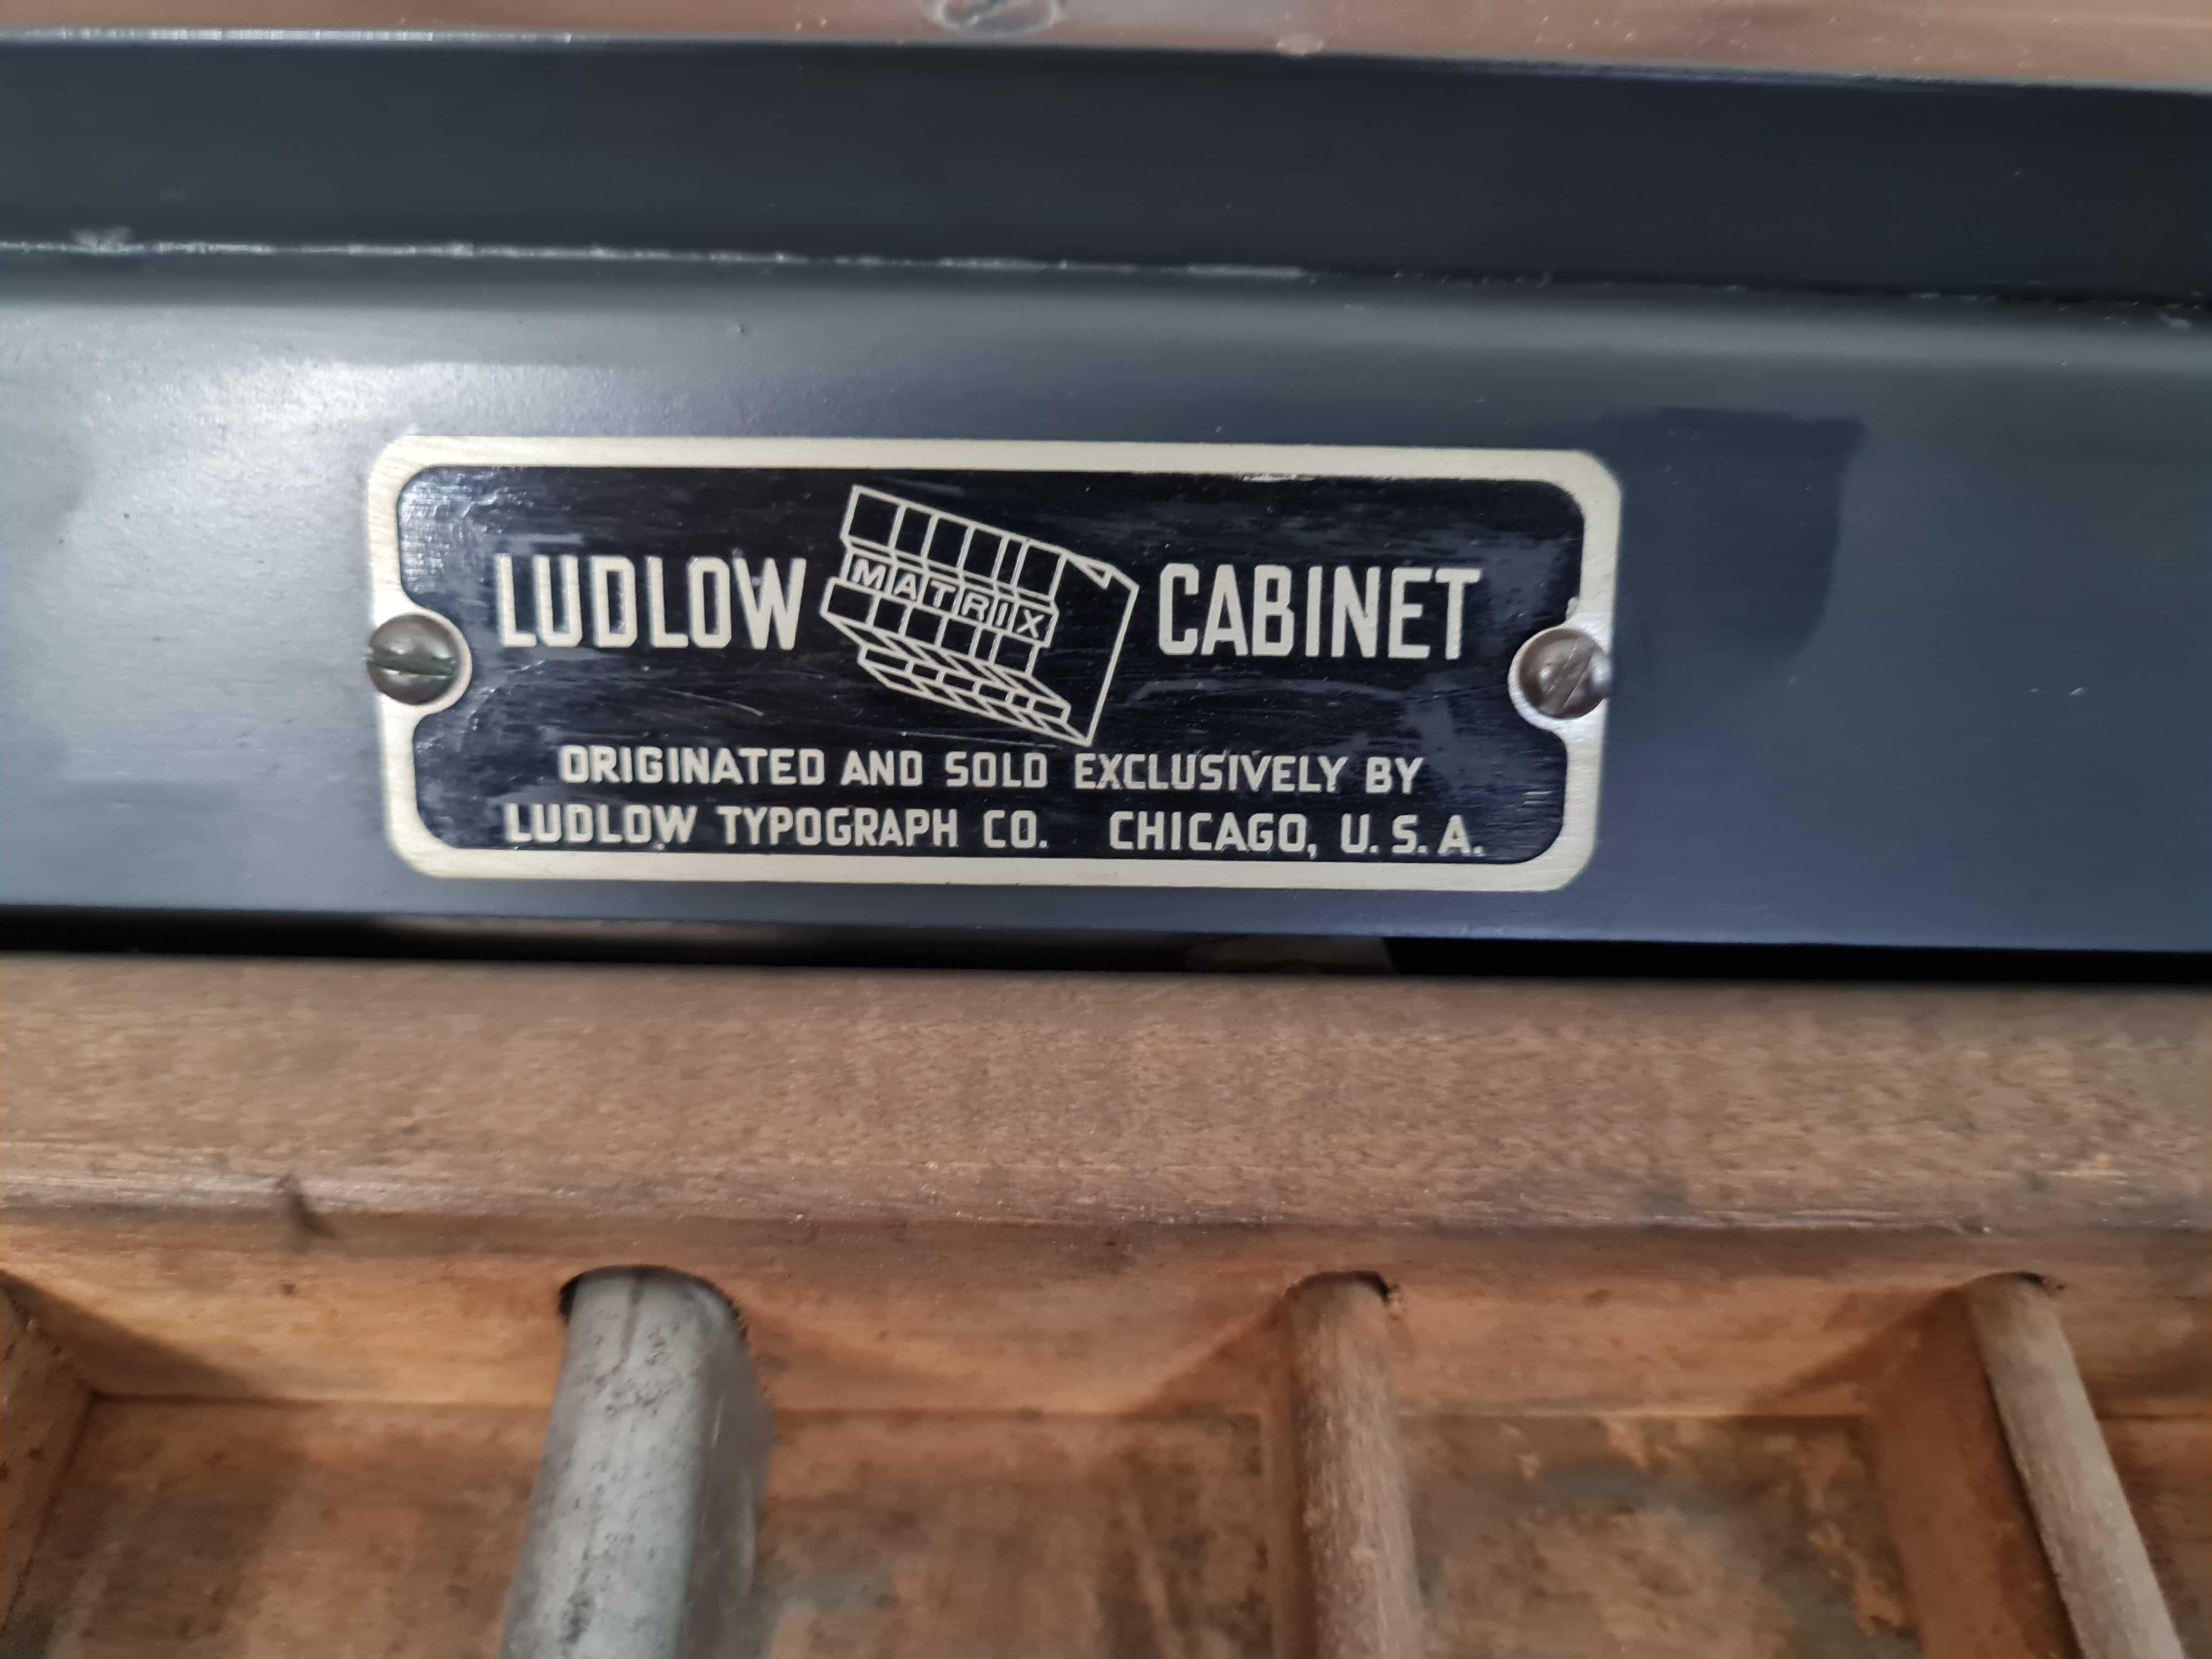 LUDLOW MATRIX CABINET
ORIGINATED AND SOLD EXCLUSIVELY BY
LUDLOW TYPOGRAPH CO. CHICAGO, U.S.A.